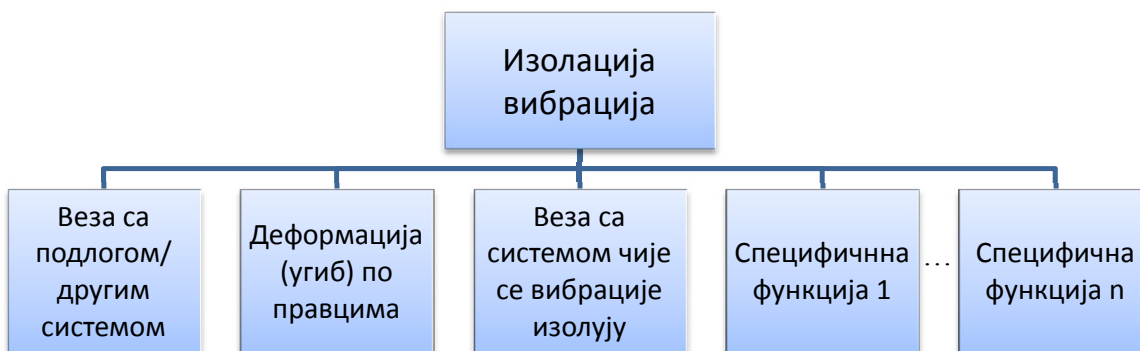 Изолација
вибрација
Веза са
подлогом/
другим
системом
Деформација
(угиб) по
правцима
Веза са
системом чије
се вибрације
изолују
Специфичнна
функција 1
...
Специфична
функција n